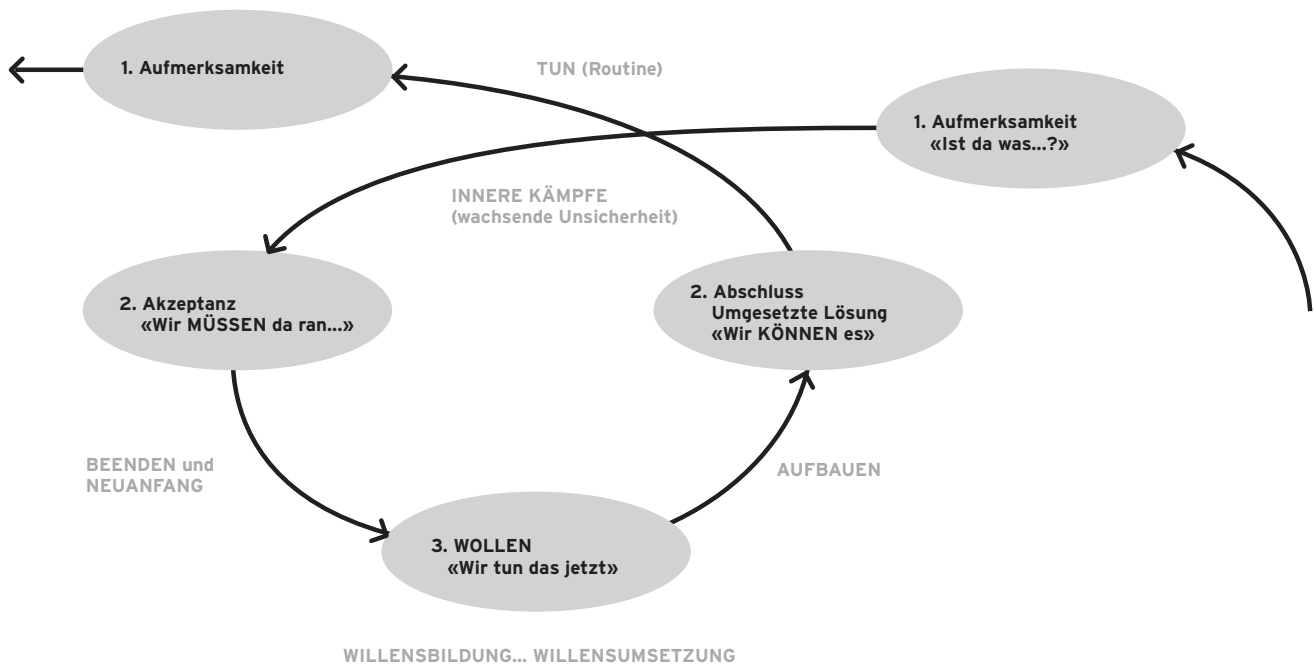 1. Aufmerksamkeit
TUN (Routine)
1. Aufmerksamkeit
«Ist da was...?»
INNERE KÄMPFE
(wachsende Unsicherheit)
2. Akzeptanz
«Wir MÜSSEN da ran...»
2. Abschluss
Umgesetzte Lösung
«Wir KÖNNEN es»
BEENDEN und
NEUANFANG
AUFBAUEN
3. WOLLEN
«Wir tun das jetzt»
WILLENSBILDUNG... WILLENSUMSETZUNG